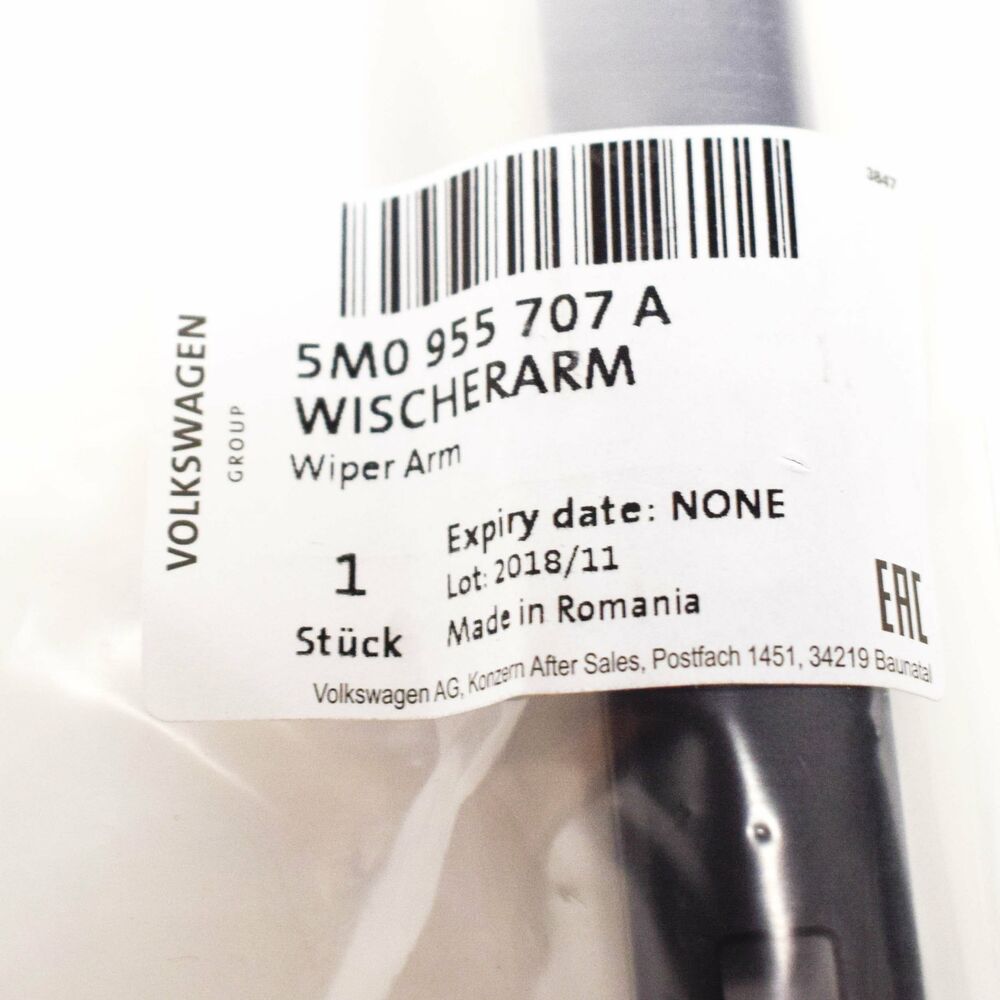 3847
5M0 955 707 A
WISCHERARM
Wiper Arm
VOLKSWAGEN
GROUP
Expiry date: NONE
1
Lot: 2018/11
Stück
Made in Romania
EAC
Volkswagen AG, Konzern After Sales, Postfach 1451, 34219 Baunatal